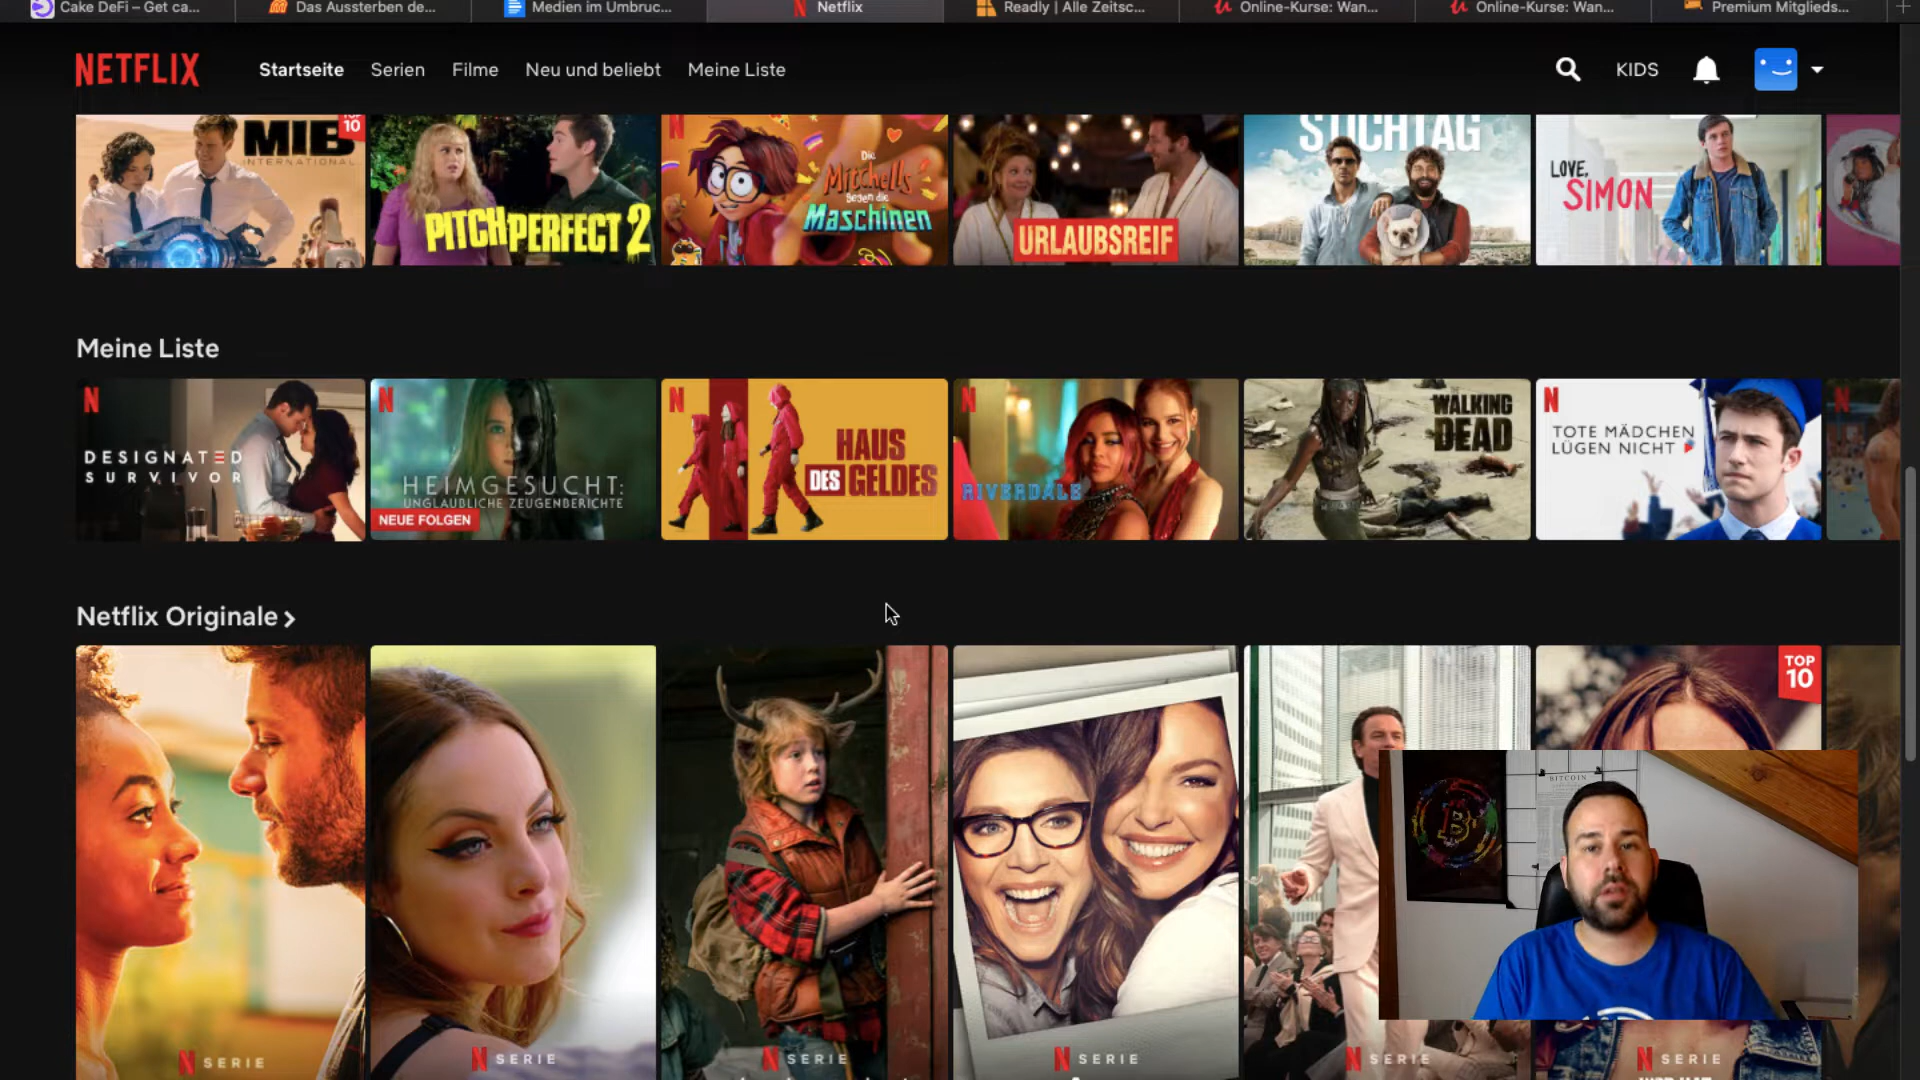 Cake DeFi – Get ca...
Das Aussterben de...
Medien im Umbruc...
Netflix
Readly | Alle Zeitsc...
Online-Kurse: Wan...
Online-Kurse: Wan...
Premium Mitglieds...
NETFLIX
Startseite
Serien
Filme
Neu und beliebt
Meine Liste
KIDS
MIB
INTERNATIONAL
TOP
10
PITCH PERFECT 2
N
Die
Mitchells
gegen die
Maschinen
URLAUBSREIF
STICHTAG
LOVE,
SIMON
Meine Liste
N
DESIGNATED
SURVIVOR
N
HEIMGESUCHT:
UNGLAUBLICHE ZEUGENBERICHTE
NEUE FOLGEN
N
HAUS
DES GELDES
N
RIVERDALE
WALKING
DEAD
N
TOTE MÄDCHEN
LÜGEN NICHT
N
Netflix Originale
TOP
10
BITCOIN
B
N SERIE
N SERIE
N SERIE
N SERIE
N SERIE
N SERIE